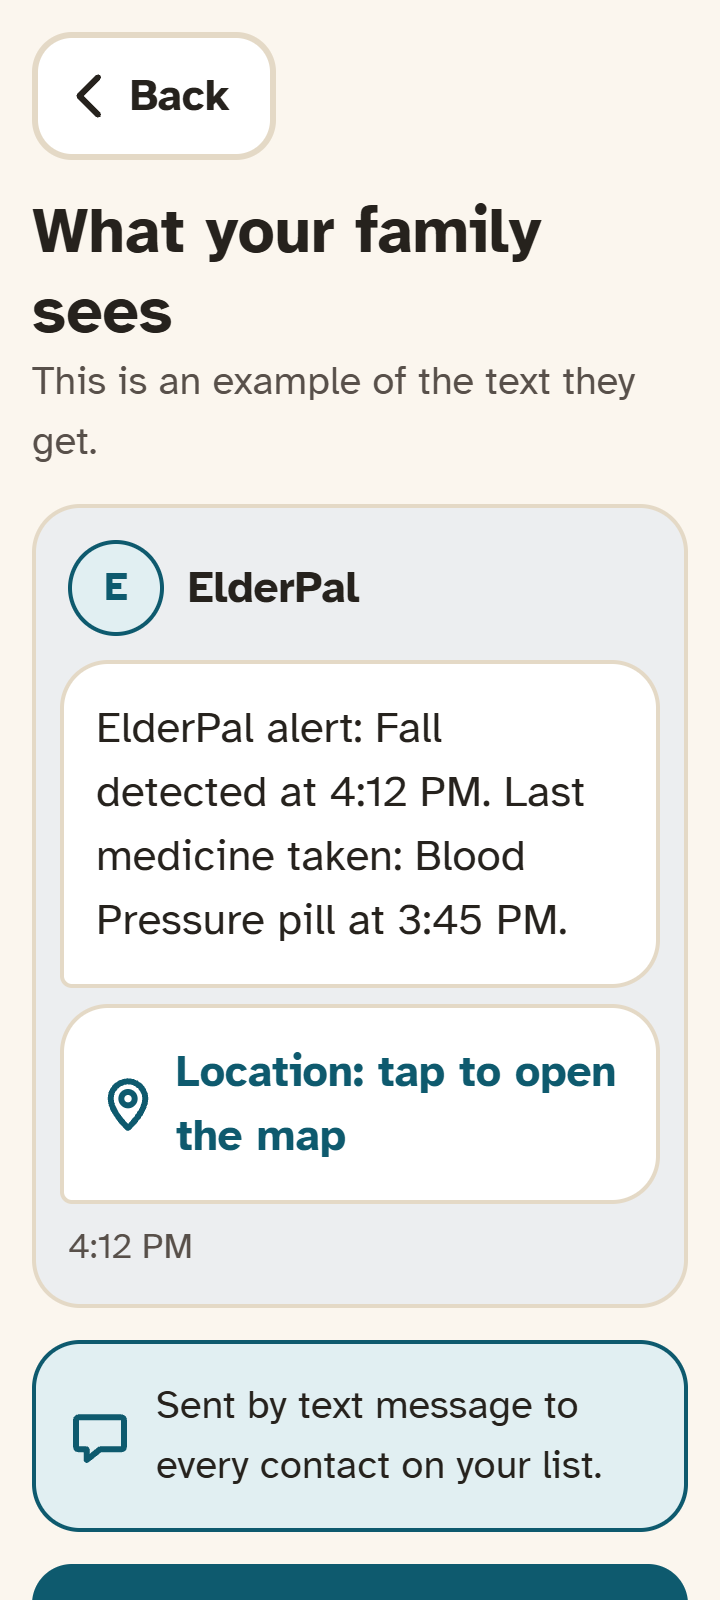 Back
What your family
sees
This is an example of the text they
get.
E
ElderPal
ElderPal alert: Fall
detected at 4:12 PM. Last
medicine taken: Blood
Pressure pill at 3:45 PM.
Location: tap to open
the map
4:12 PM
Sent by text message to
every contact on your list.